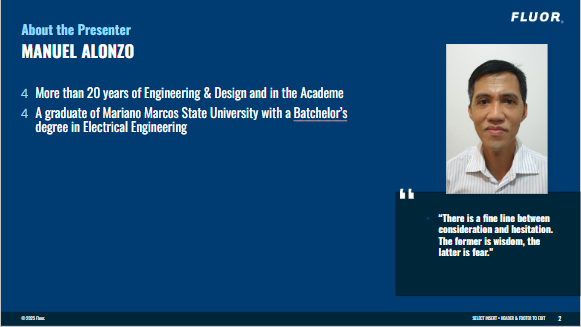 FLUOR
About the Presenter
MANUEL ALONZO
4 More than 20 years of Engineering & Design and in the Academe
4 A graduate of Mariano Marcos State University with a Batchelor's
degree in Electrical Engineering
“
"There is a fine line between
consideration and hesitation.
The former is wisdom, the
latter is fear."
© 2025 Fluor.
SELECT INSERT > HEADER & FOOTER TO EDIT
2